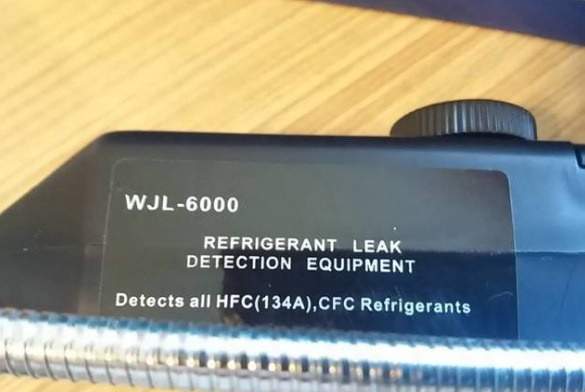 WJL-6000
REFRIGERANT LEAK
DETECTION EQUIPMENT
Detects all HFC(134A),CFC Refrigerants